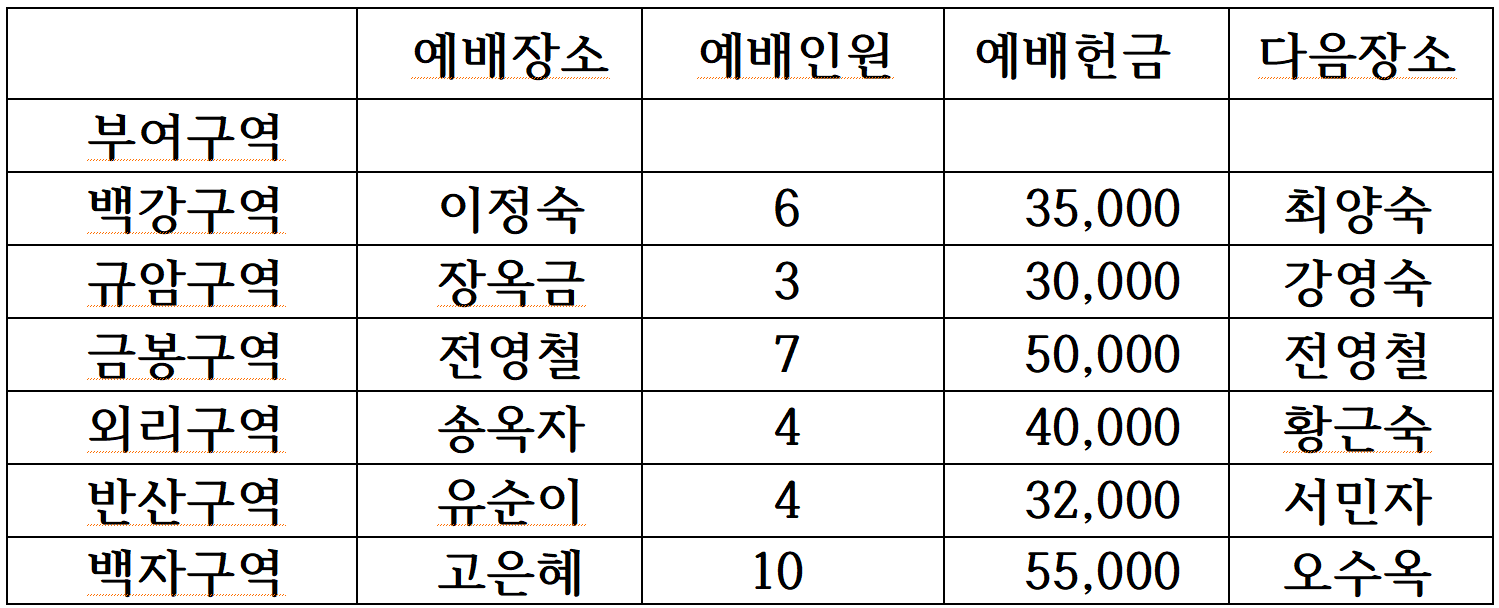 예배장소 예배인원 예배헌금 다음장소
부여구역
백강구역 이정숙 6 35,000 최양숙
규암구역 장옥금 3 30,000 강영숙
금봉구역 전영철 7 50,000 전영철
외리구역 송옥자 4 40,000 황근숙
반산구역 유순이 4 32,000 서민자
백자구역 고은혜 10 55,000 오수옥